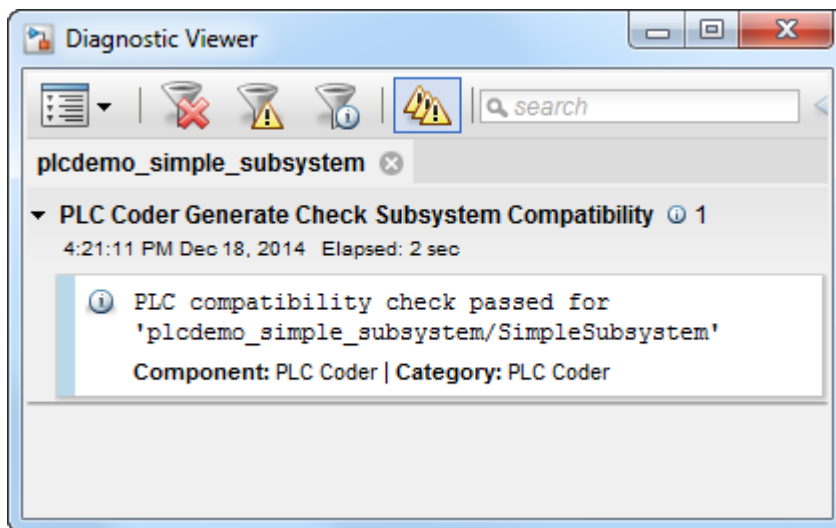 Diagnostic Viewer
search
plcdemo_simple_subsystem
PLC Coder Generate Check Subsystem Compatibility 1
4:21:11 PM Dec 18, 2014 Elapsed: 2 sec
PLC compatibility check passed for
'plcdemo_simple_subsystem/SimpleSubsystem'
Component: PLC Coder | Category: PLC Coder